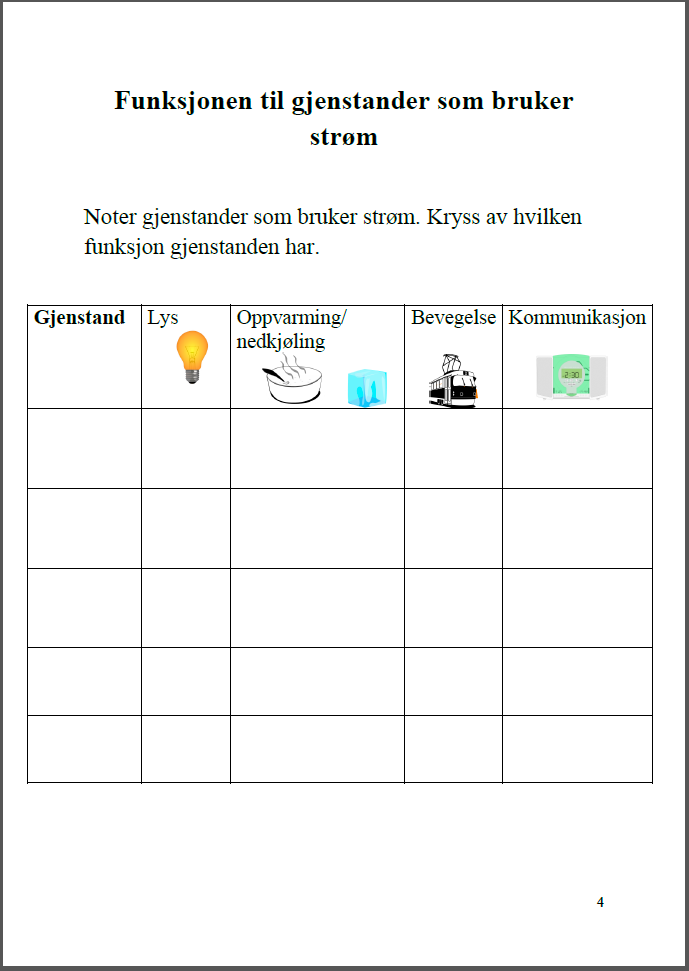 Funksjonen til gjenstander som bruker
strøm
Noter gjenstander som bruker strøm. Kryss av hvilken
funksjon gjenstanden har.
Gjenstand
Lys
Oppvarming/
nedkjøling
Bevegelse
Kommunikasjon
2:30
4